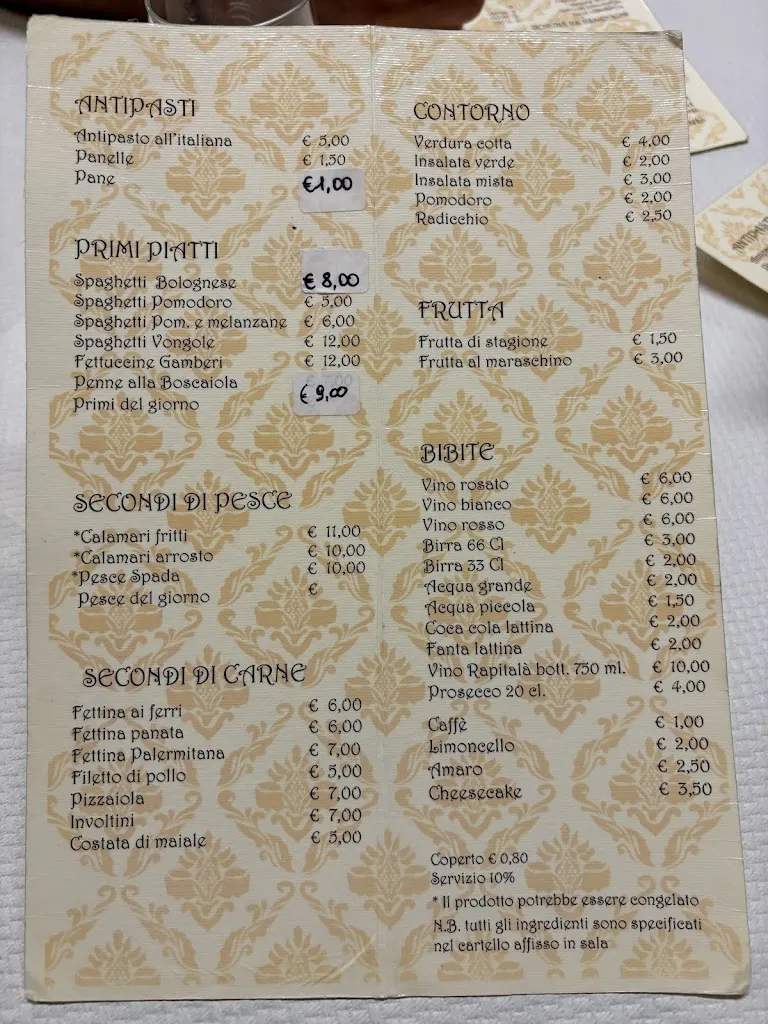 ANTIPASTI
Antipasto all'italiana € 5,00
Panelle € 1,50
Pane €1,00
PRIMI PIATTI
Spaghetti Bolognese € 8,00
Spaghetti Pomodoro € 5,00
Spaghetti Pom. e melanzane € 6,00
Spaghetti Vongole € 12,00
Fettuccine Gamberi € 12,00
Penne alla Boscaiola
€ 9,00
Primi del giorno
SECONDI DI PESCE
*Calamari fritti € 11,00
*Calamari arrosto € 10,00
*Pesce Spada € 10,00
Pesce del giorno €
SECONDI DI CARNE
Fettina ai ferri € 6,00
Fettina panata € 6,00
Fettina Palermitana € 7,00
Filetto di pollo € 5,00
Pizzaiola € 7,00
Involtini € 7,00
Costata di maiale € 5,00
CONTORNO
Verdura cotta € 4,00
Insalata verde € 2,00
Insalata mista € 3,00
Pomodoro € 2,00
Radicchio € 2,50
FRUTTA
Frutta di stagione € 1,50
Frutta al maraschino € 3,00
BIBITE
Vino rosato € 6,00
Vino bianco € 6,00
Vino rosso € 6,00
Birra 66 Cl € 3,00
Birra 33 Cl € 2,00
Acqua grande € 2,00
Acqua piccola € 1,50
Coca cola lattina € 2,00
Fanta lattina € 2,00
Vino Rapitalà bott. 750 ml. € 10,00
Prosecco 20 cl. € 4,00
Caffè € 1,00
Limoncello € 2,00
Amaro € 2,50
Cheesecake € 3,50
Coperto € 0,80
Servizio 10%
* Il prodotto potrebbe essere congelato
N.B. tutti gli ingredienti sono specificati
nel cartello affisso in sala